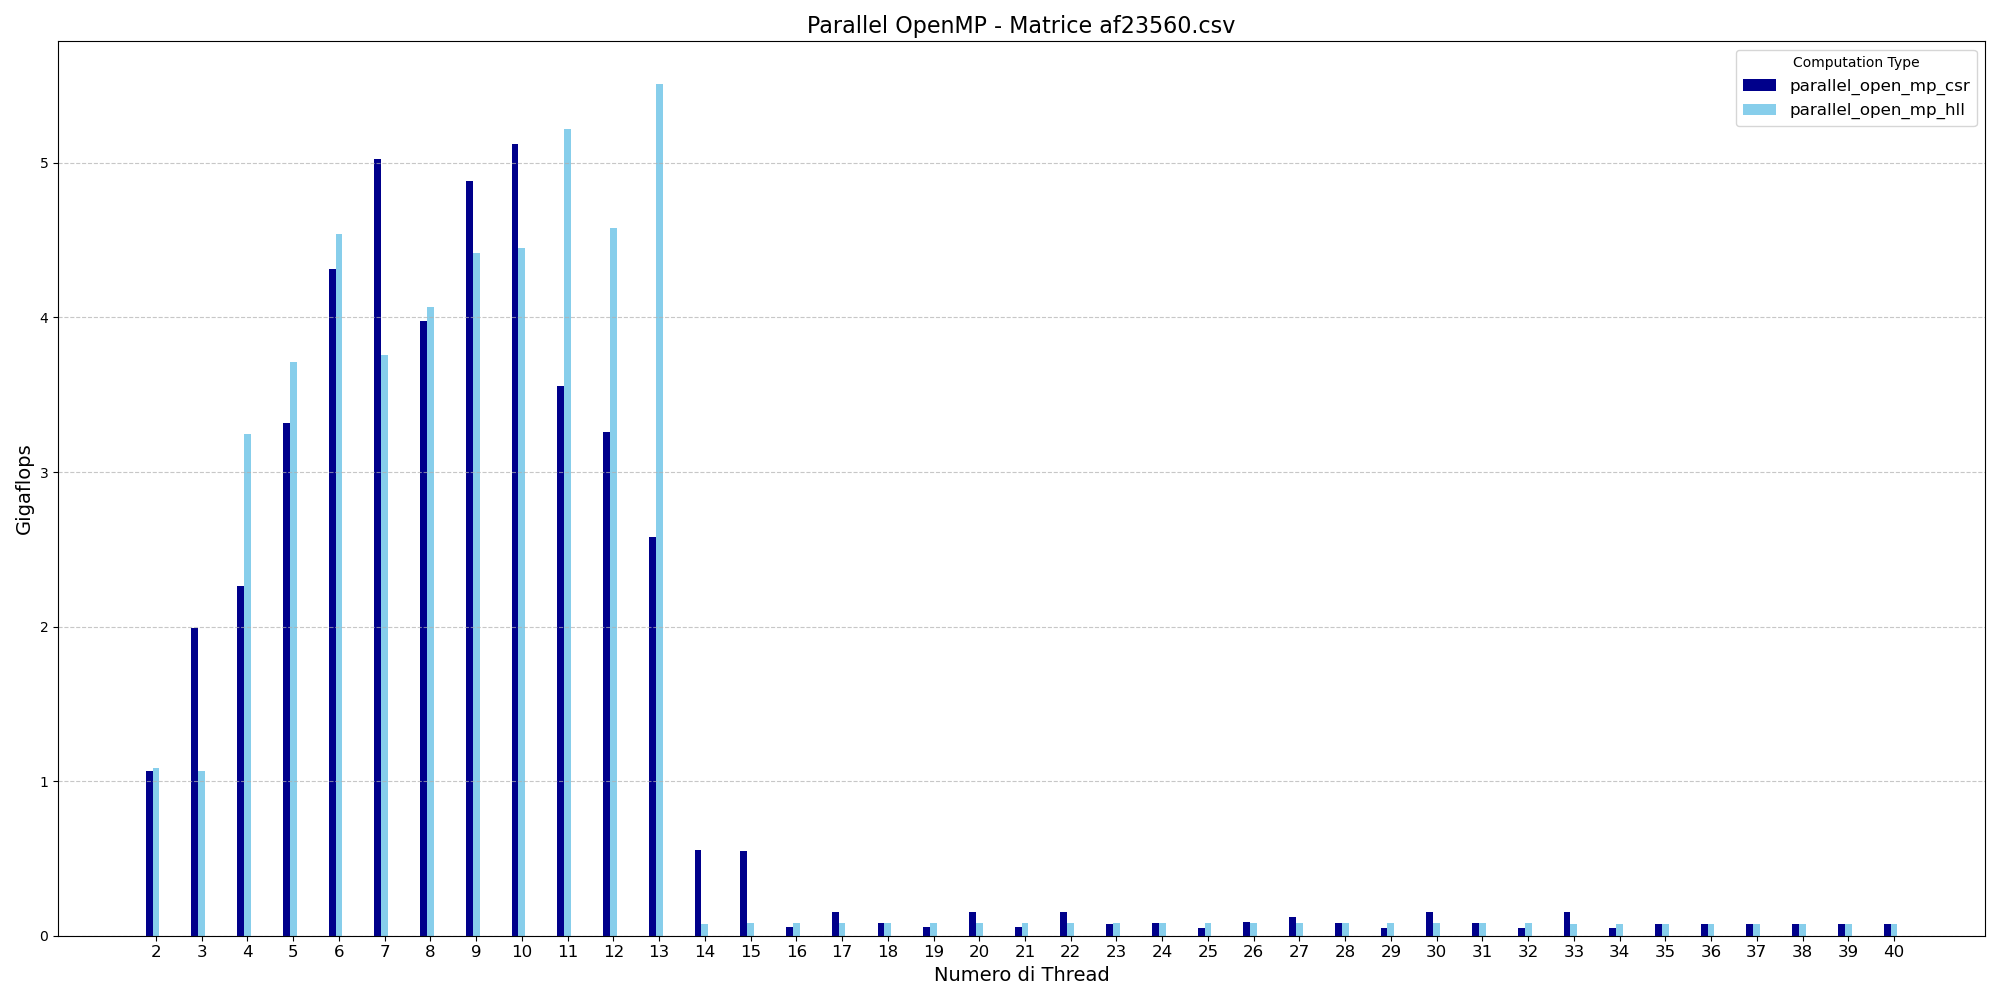 Parallel OpenMP - Matrice af23560.csv
Computation Type
parallel_open_mp_csr
parallel_open_mp_hll
Gigaflops
5
4
3
2
1
0
2 3 4 5 6 7 8 9 10 11 12 13 14 15 16 17 18 19 20 21 22 23 24 25 26 27 28 29 30 31 32 33 34 35 36 37 38 39 40
Numero di Thread